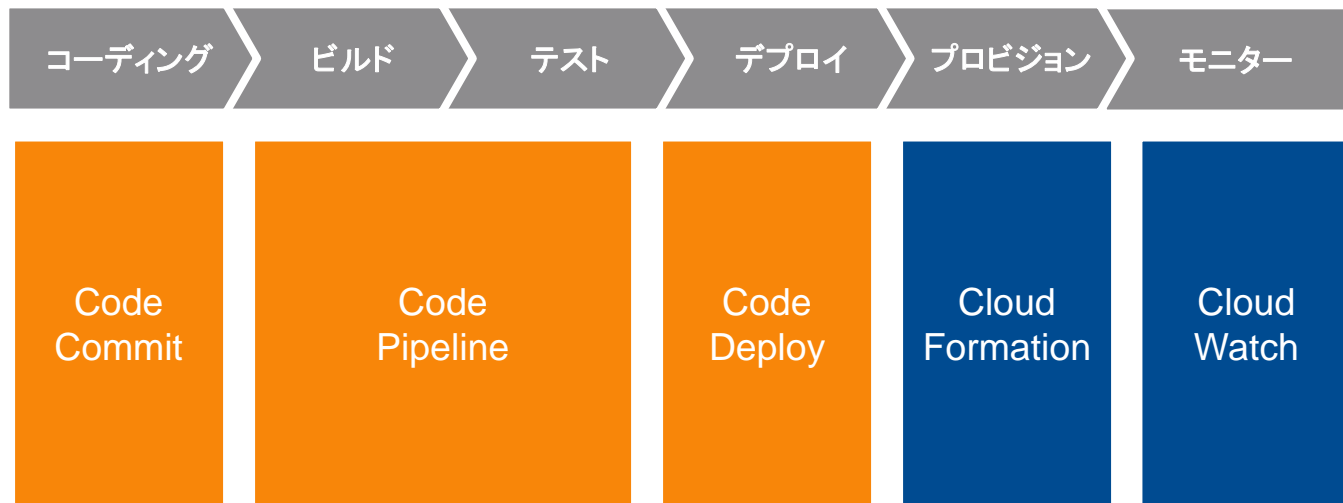 コーディング
ビルド
テスト
デプロイ
プロビジョン
モニター
Code
Commit
Code
Pipeline
Code
Deploy
Cloud
Formation
Cloud
Watch